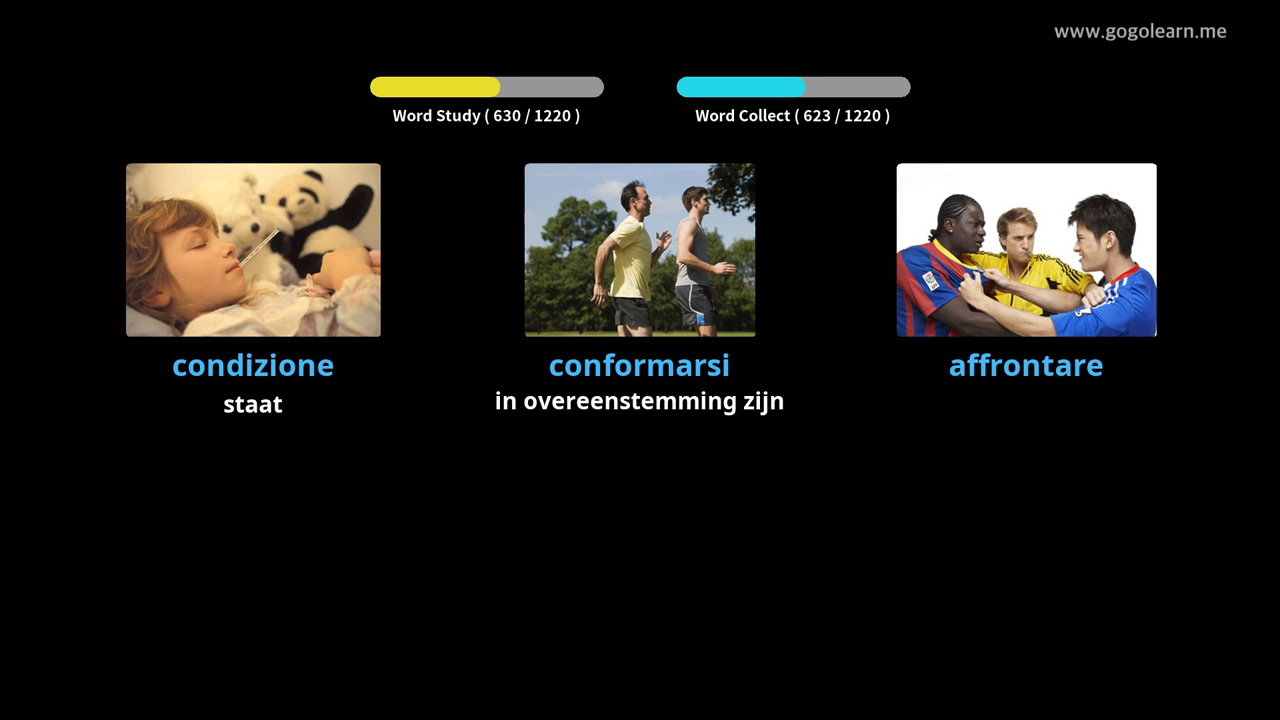 www.gogolearn.me
Word Study ( 630 / 1220 )
Word Collect ( 623 / 1220 )
condizione
conformarsi
affrontare
staat
in overeenstemming zijn